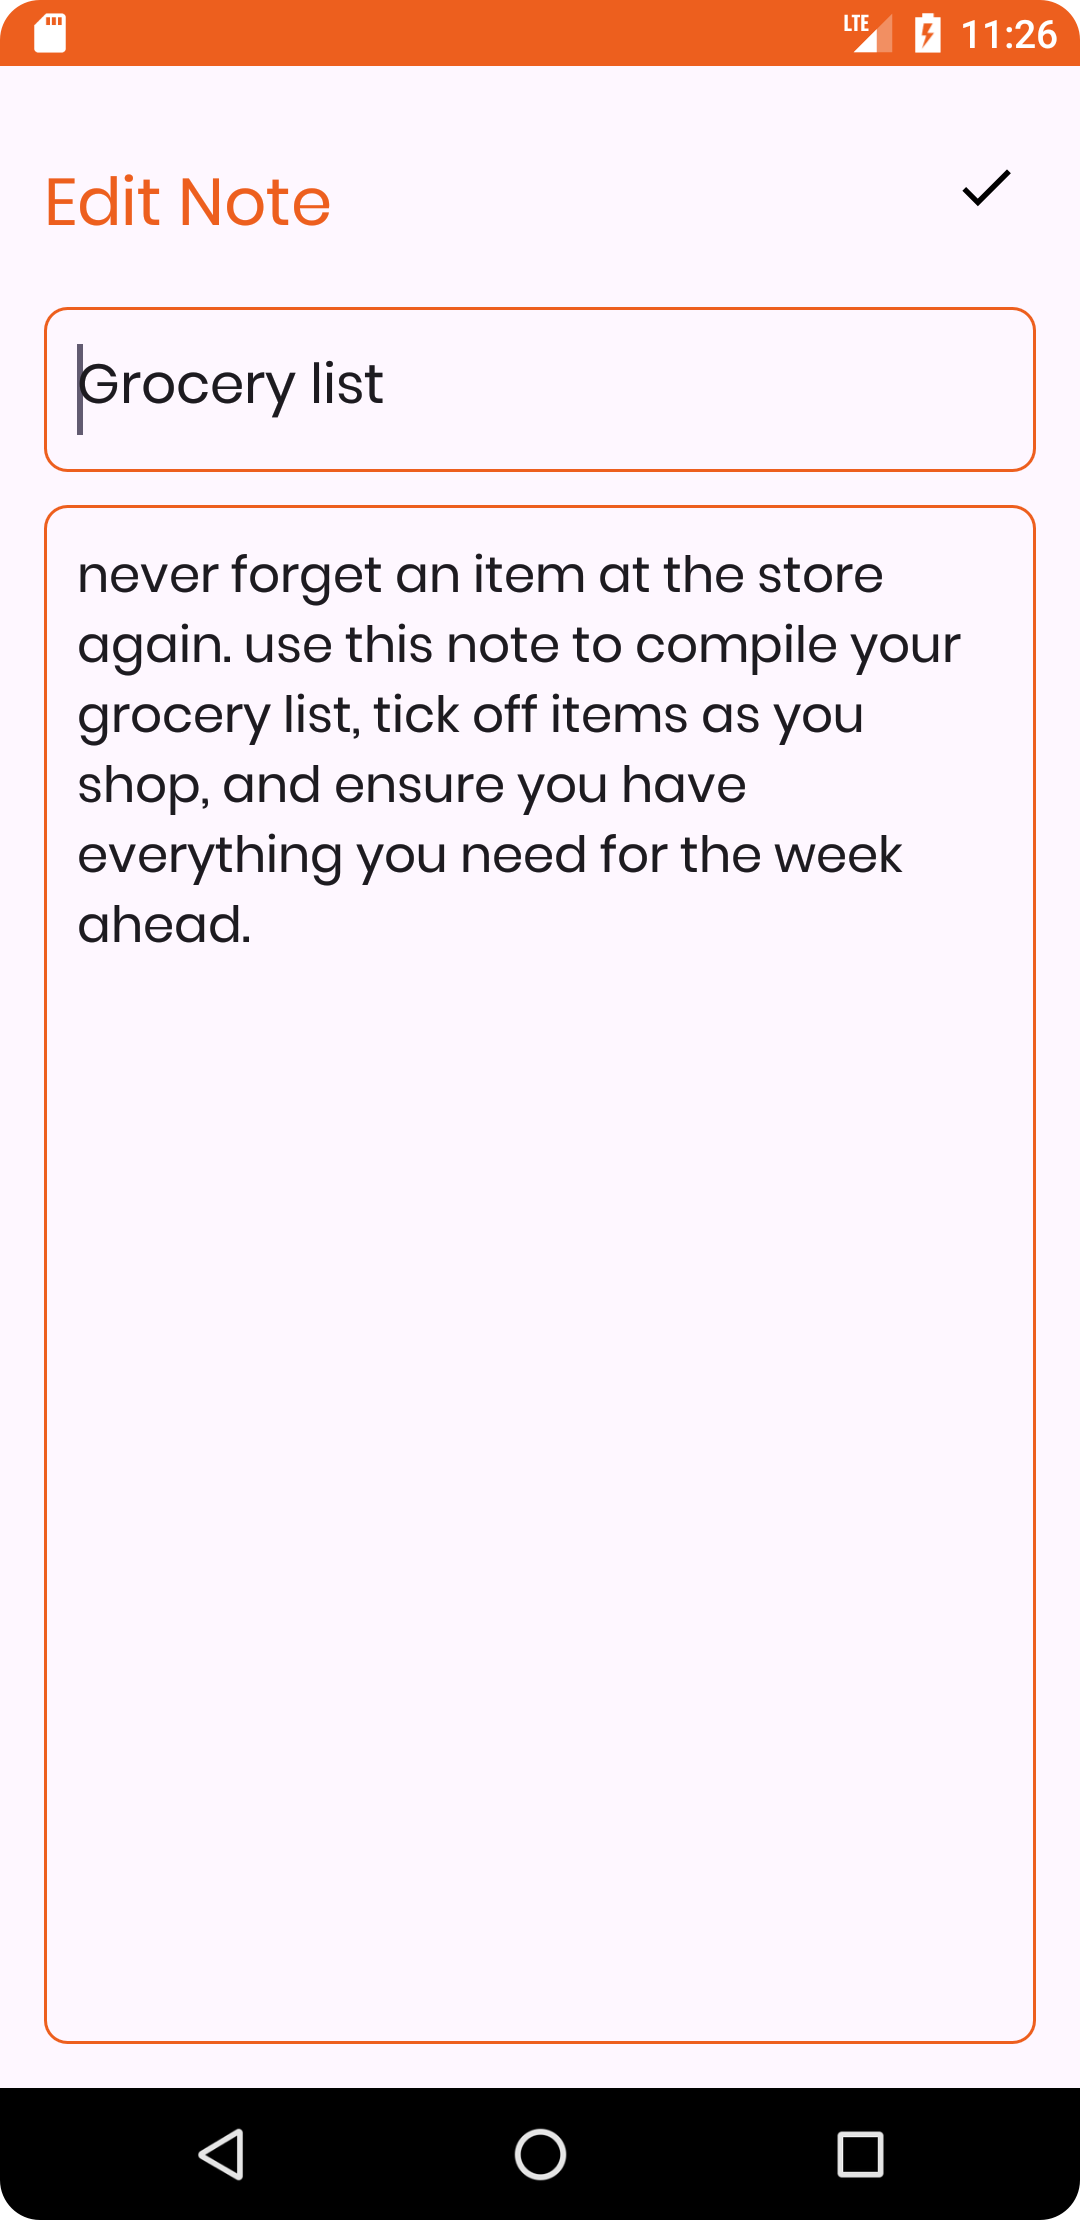 LTE 11:26
Edit Note
Grocery list
never forget an item at the store
again. use this note to compile your
grocery list, tick off items as you
shop, and ensure you have
everything you need for the week
ahead.